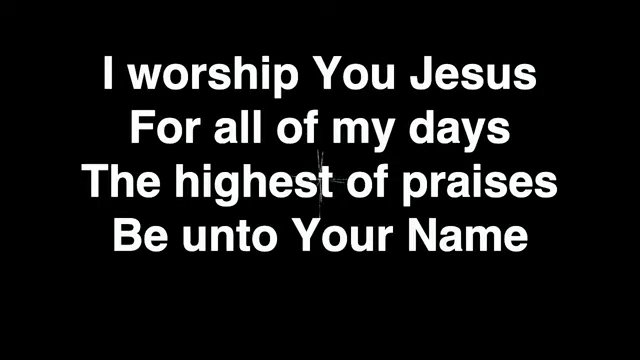 I worship You Jesus
For all of my days
The highest of praises
Be unto Your Name